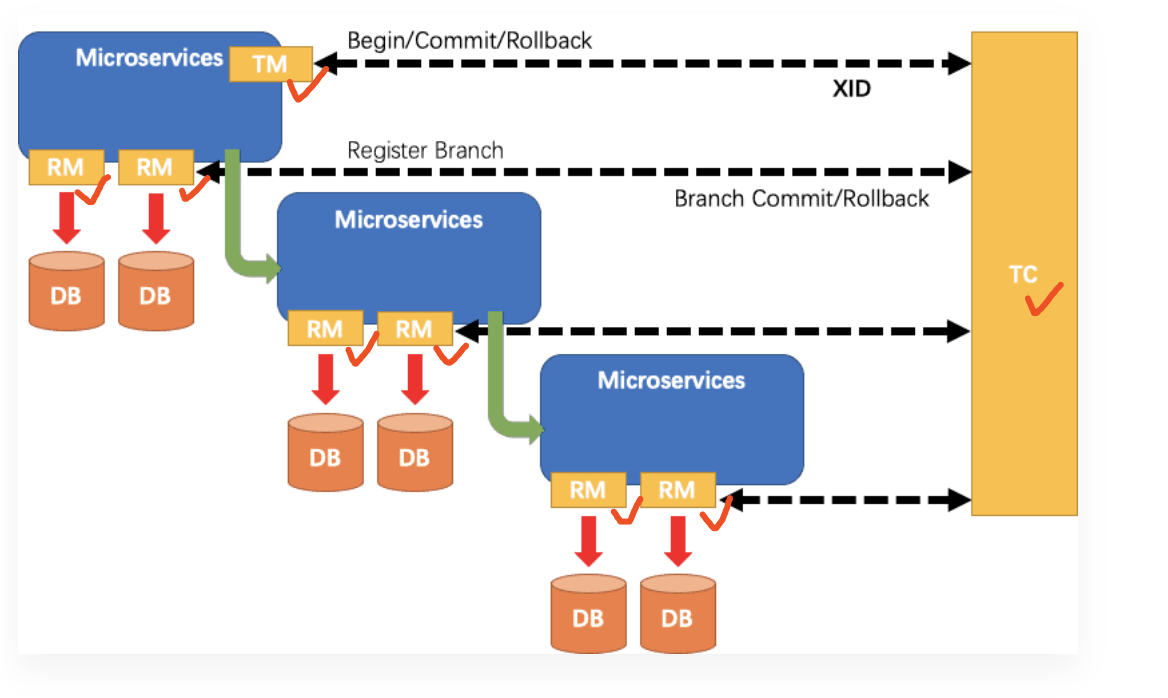 Begin/Commit/Rollback
Microservices
TM
XID
Register Branch
RM
RM
Branch Commit/Rollback
Microservices
TC
DB
DB
RM
RM
Microservices
DB
DB
RM
RM
DB
DB